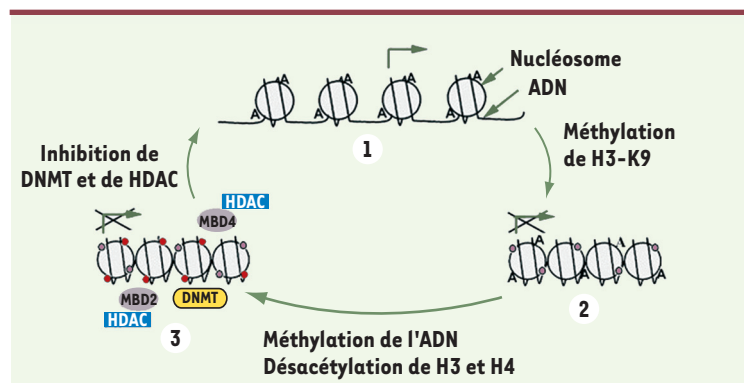 Nucléosome
ADN
A A A A A A A A
1
Méthylation
de H3-K9
Inhibition de
DNMT et de HDAC
HDAC
MBD4
MBD2
DNMT
HDAC
3
A A A A A A
2
Méthylation de l'ADN
Désacétylation de H3 et H4